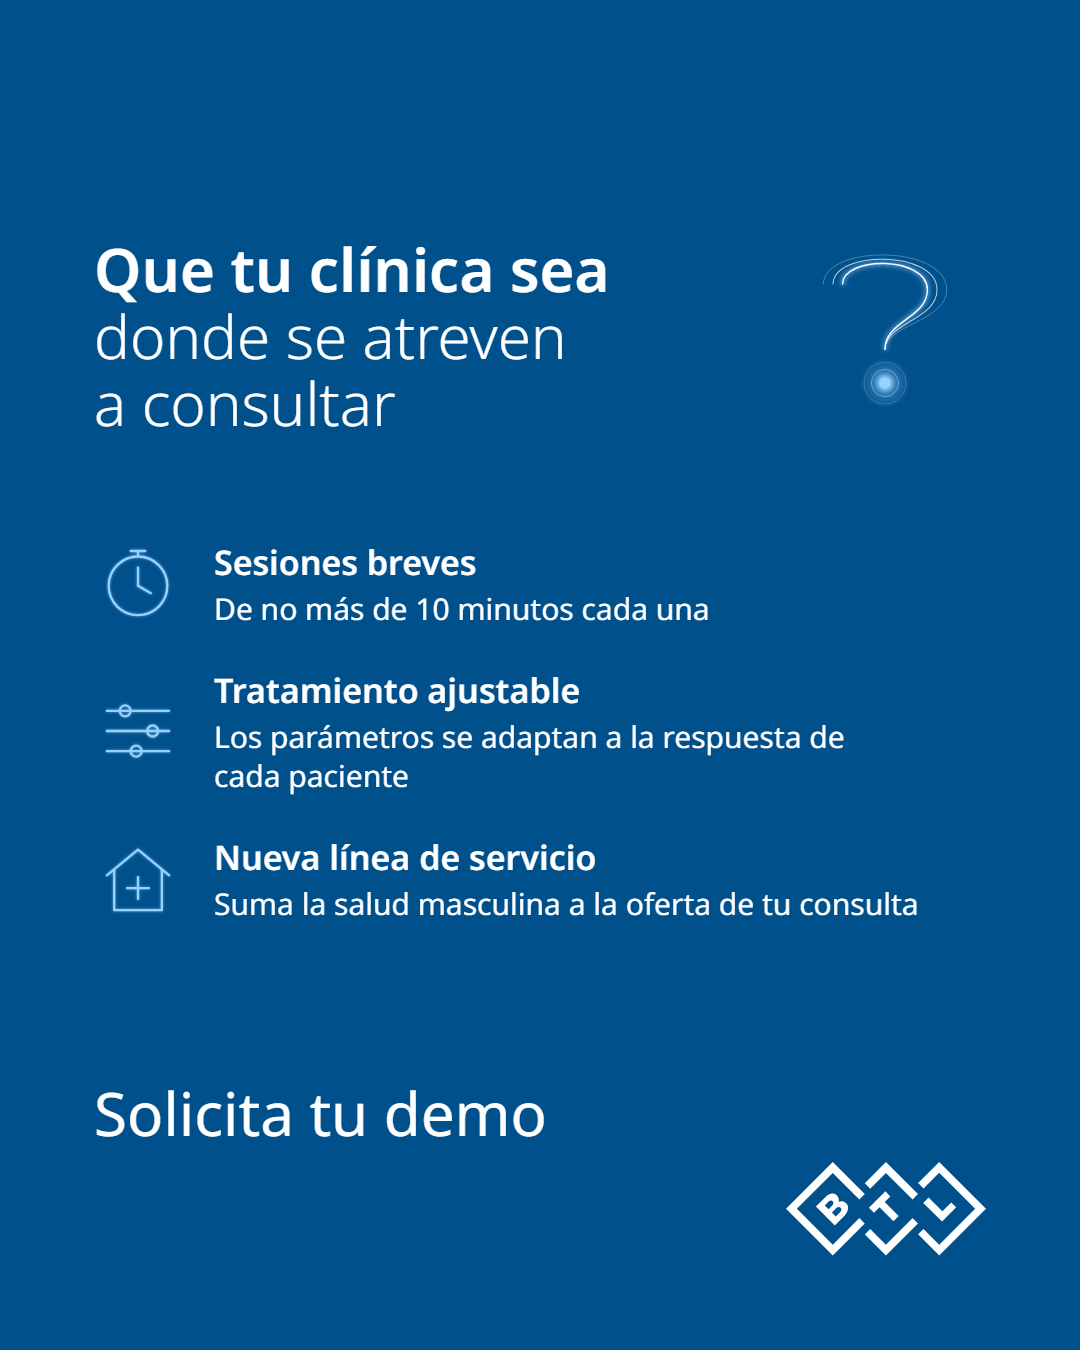 Que tu clínica sea
donde se atreven
a consultar
?
Sesiones breves
De no más de 10 minutos cada una
Tratamiento ajustable
Los parámetros se adaptan a la respuesta de
cada paciente
Nueva línea de servicio
Suma la salud masculina a la oferta de tu consulta
Solicita tu demo
BTL